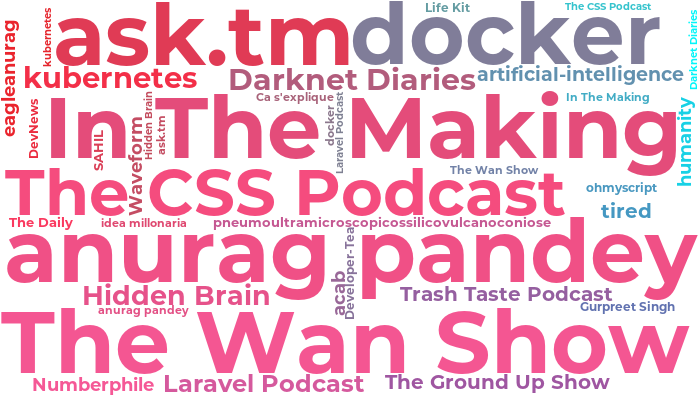 Life Kit
The CSS Podcast
ask.tm
docker
kubernetes
eagleanurag
Darknet Diaries
kubernetes
Darknet Diaries
artificial-intelligence
Ca s'explique
In The Making
In The Making
DevNews
SAHIL
Waveform
Hidden Brain
ask.tm
docker
Laravel Podcast
humanity
The Wan Show
The CSS Podcast
ohmyscript
tired
The Daily
idea millonaria
pneumoultramicroscopicossilicovulcanoconiose
anurag pandey
acab
Developer-Tea
Hidden Brain
Trash Taste Podcast
anurag pandey
Gurpreet Singh
The Wan Show
Numberphile
Laravel Podcast
The Ground Up Show